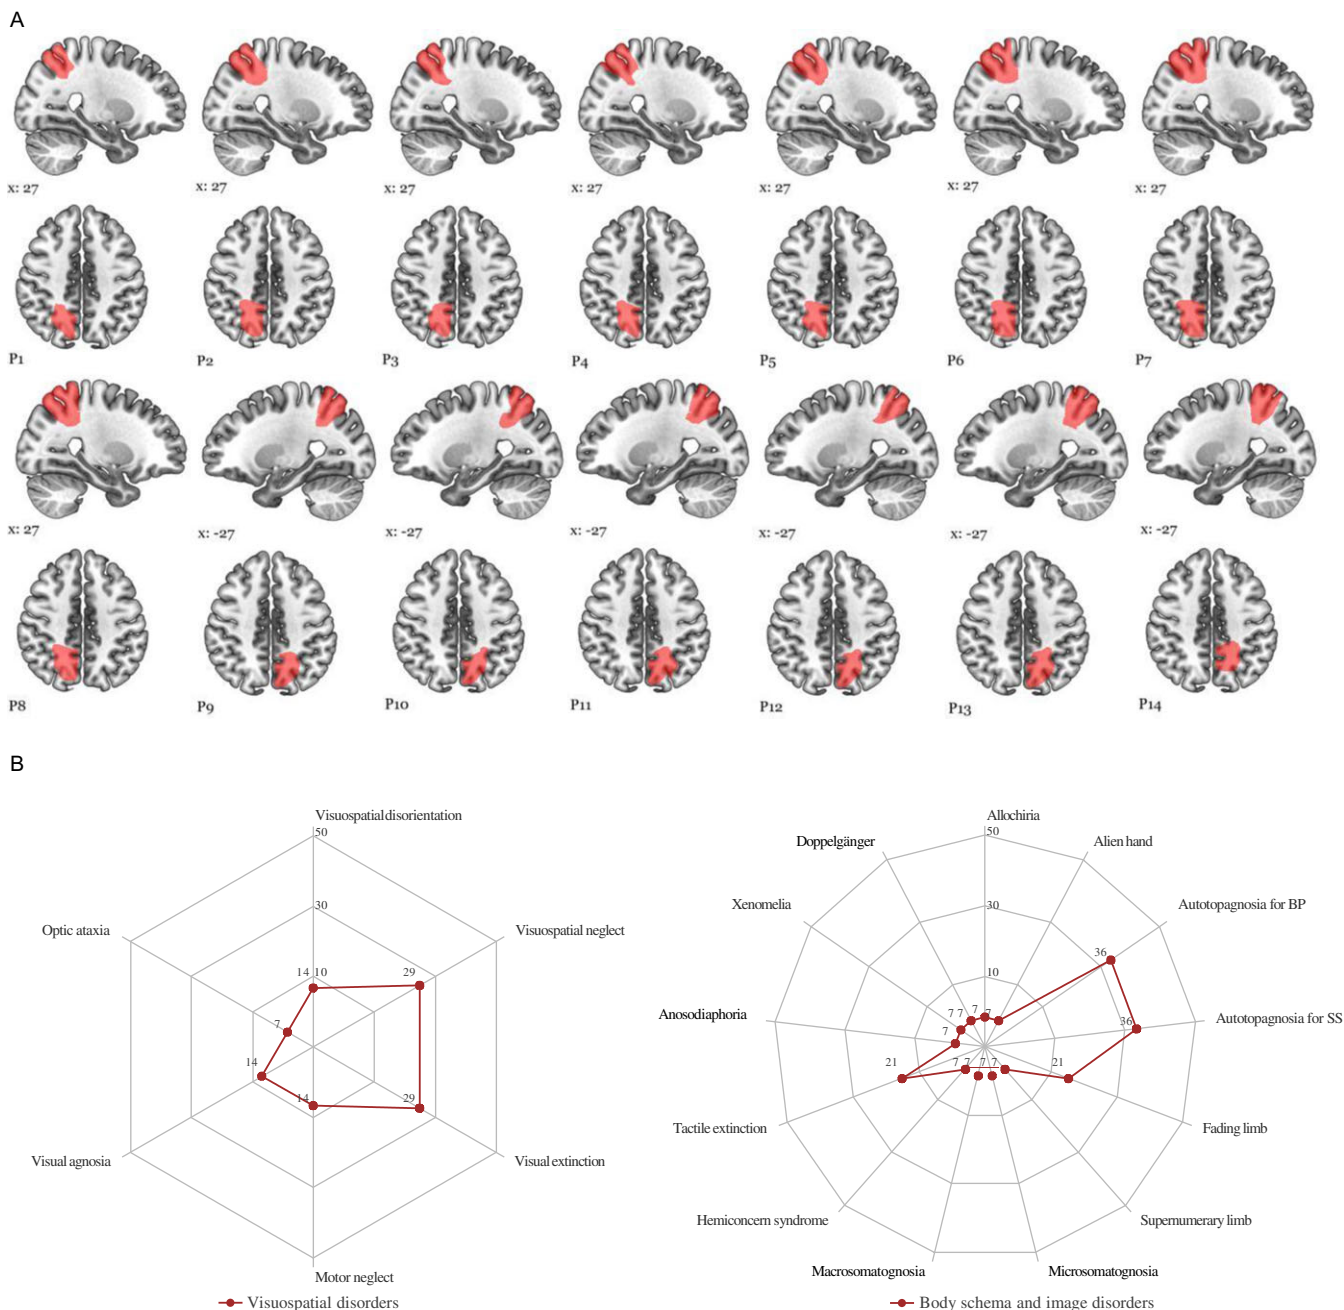 A
x: 27 x: 27 x: 27 x: 27 x: 27 x: 27 x: 27
P1 P2 P3 P4 P5 P6 P7
x: 27 x: -27 x: -27 x: -27 x: -27 x: -27 x: -27
P8 P9 P10 P11 P12 P13 P14
B
Visuospatial disorientation
50
30
Optic ataxia
Visuospatial neglect
14 10
29
7
14
14
29
Visual agnosia
Visual extinction
Motor neglect
Visuospatial disorders
Allochiria
50
Doppelgänger
Alien hand
Xenomelia
30
Autotopagnosia for BP
36
10
Anosodiaphoria
7 7 7 7
7
36
Autotopagnosia for SS
21
7 7 7 7
21
Tactile extinction
Fading limb
Hemiconcern syndrome
Supernumerary limb
Macrosomatognosia
Microsomatognosia
Body schema and image disorders